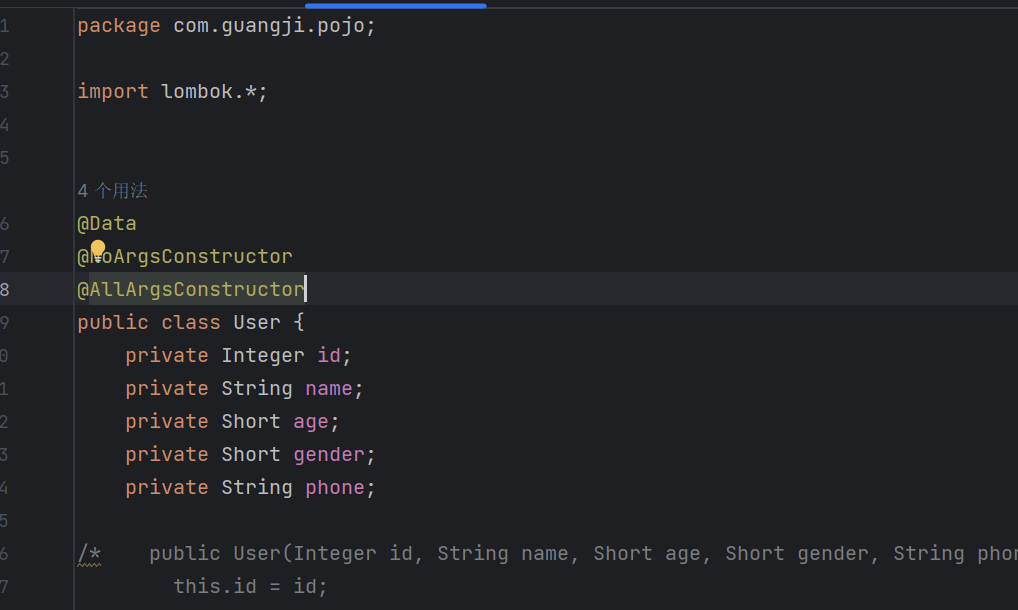 1 package com.guangji.pojo;
2
3 import lombok.*;
4
5
4 个用法
6 @Data
7 @NoArgsConstructor
8 @AllArgsConstructor
9 public class User {
0 private Integer id;
1 private String name;
2 private Short age;
3 private Short gender;
4 private String phone;
5
6 /* public User(Integer id, String name, Short age, Short gender, String phon
7 this.id = id;